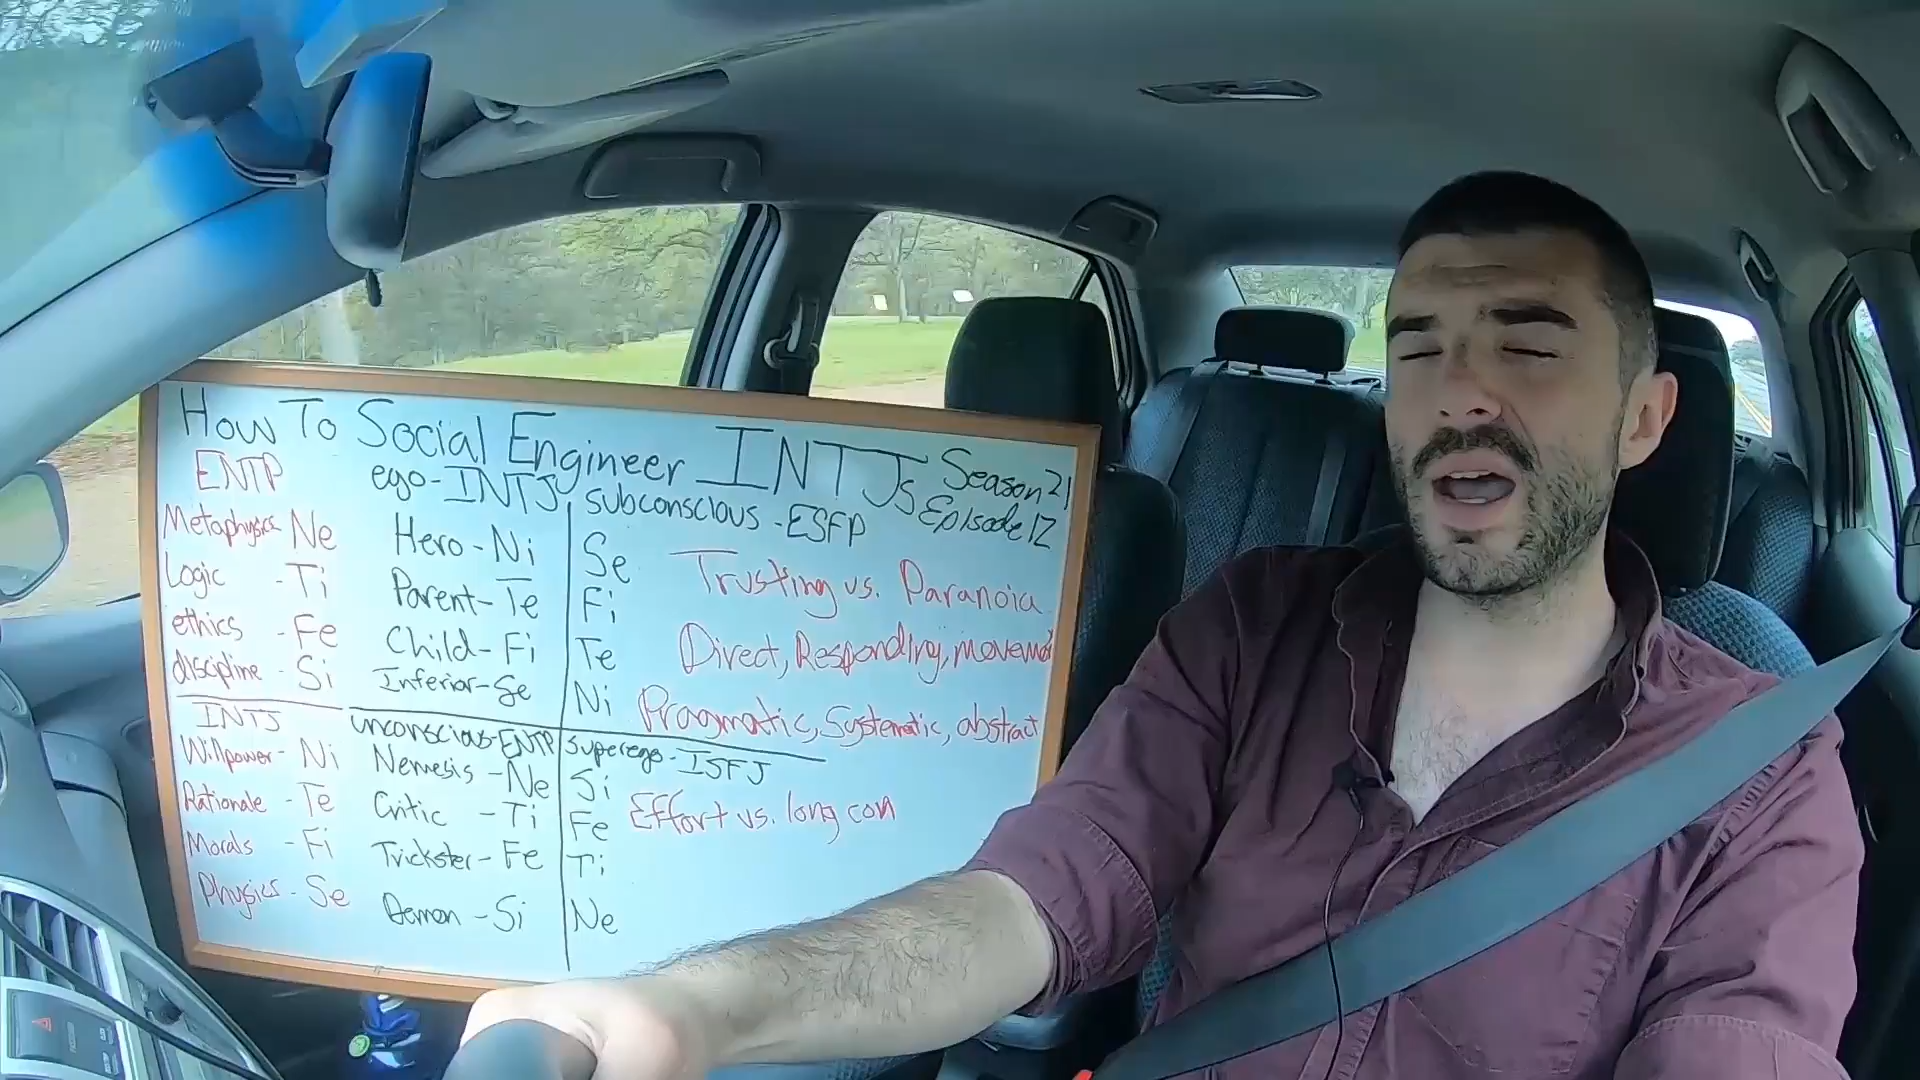 How To Social Engineer INTJs
Season 21
Episode 12
ENTP
Metaphysics Ne
Logic - Ti
ethics - Fe
discipline - Si
INTJ
Willpower - Ni
Rationale - Te
Morals - Fi
Physics - Se
ego - INTJ
Hero - Ni
Parent - Te
Child - Fi
Inferior - Se
subconscious - ESFP
Se
Fi
Te
Ni
unconscious - ENTP
Nemesis - Ne
Critic - Ti
Trickster - Fe
Demon - Si
superego - ISFJ
Si
Fe
Ti
Ne
Trusting vs. Paranoia
Direct, Responding, movement
Pragmatic, Systematic, abstract
Effort vs. long con